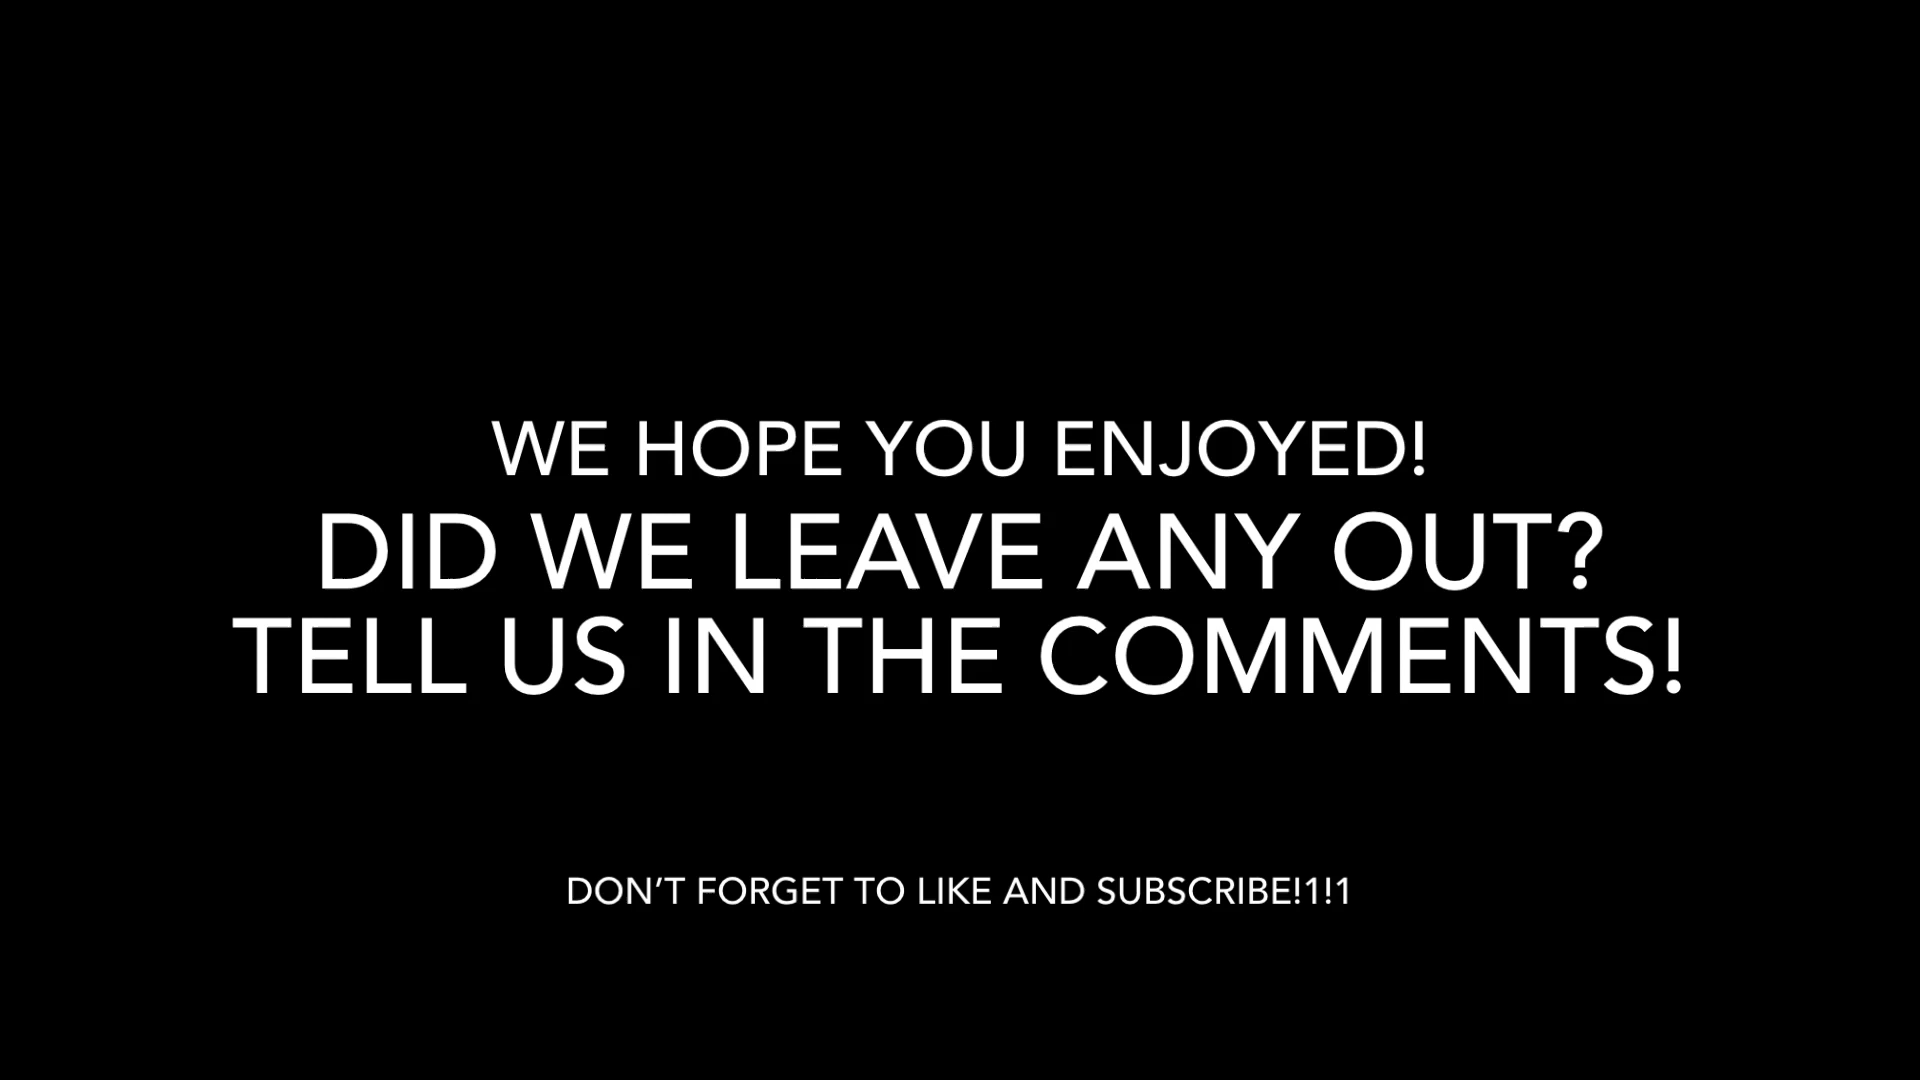 WE HOPE YOU ENJOYED!
DID WE LEAVE ANY OUT?
TELL US IN THE COMMENTS!
DON’T FORGET TO LIKE AND SUBSCRIBE!1!1